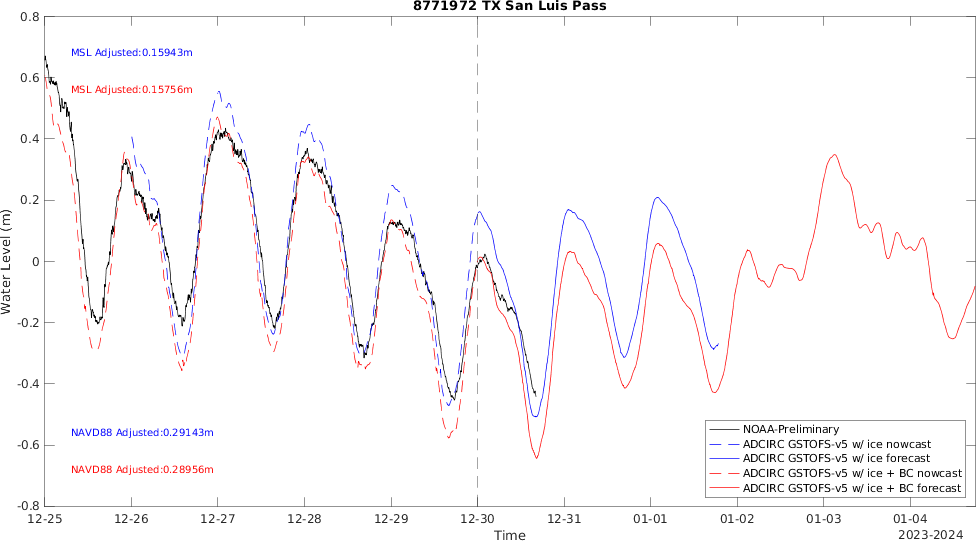 8771972 TX San Luis Pass
0.8
0.6
0.4
0.2
0
-0.2
-0.4
-0.6
-0.8
Water Level (m)
MSL Adjusted:0.15943m
MSL Adjusted:0.15756m
NAVD88 Adjusted:0.29143m
NAVD88 Adjusted:0.28956m
NOAA-Preliminary
ADCIRC GSTOFS-v5 w/ ice nowcast
ADCIRC GSTOFS-v5 w/ ice forecast
ADCIRC GSTOFS-v5 w/ ice + BC nowcast
ADCIRC GSTOFS-v5 w/ ice + BC forecast
12-25 12-26 12-27 12-28 12-29 12-30 12-31 01-01 01-02 01-03 01-04
Time
2023-2024